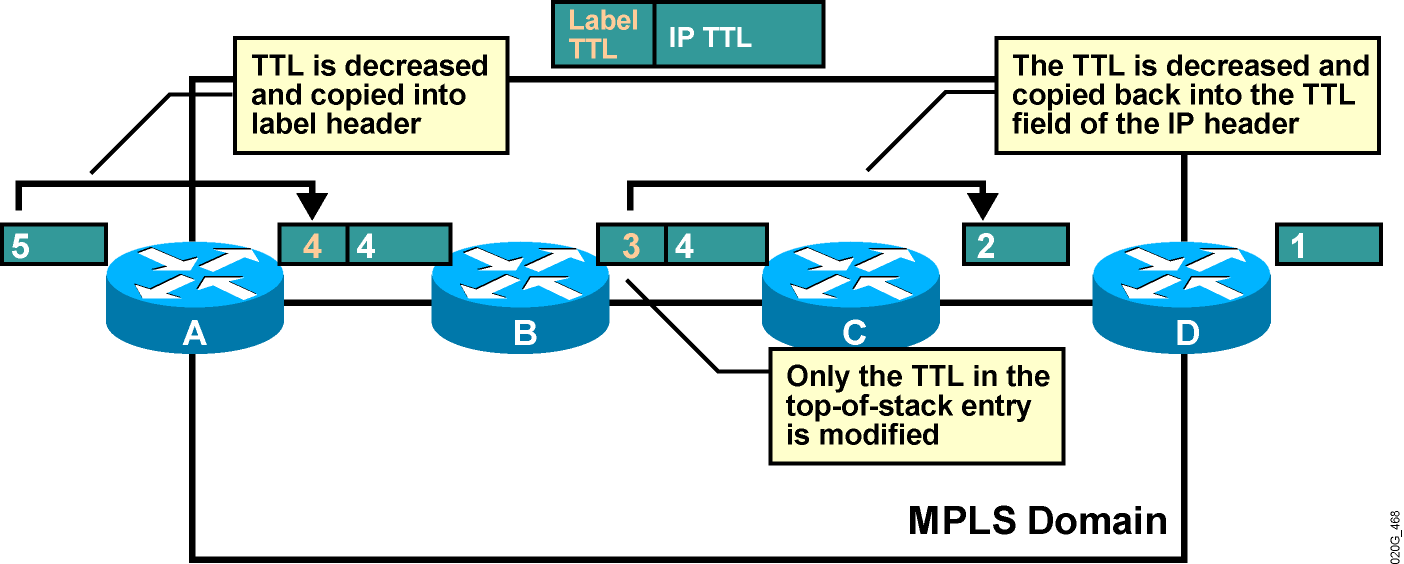 Label
TTL
IP TTL
TTL is decreased
and copied into
label header
The TTL is decreased and
copied back into the TTL
field of the IP header
5
4
4
3
4
2
1
A
B
C
D
Only the TTL in the
top-of-stack entry
is modified
MPLS Domain
020G_468